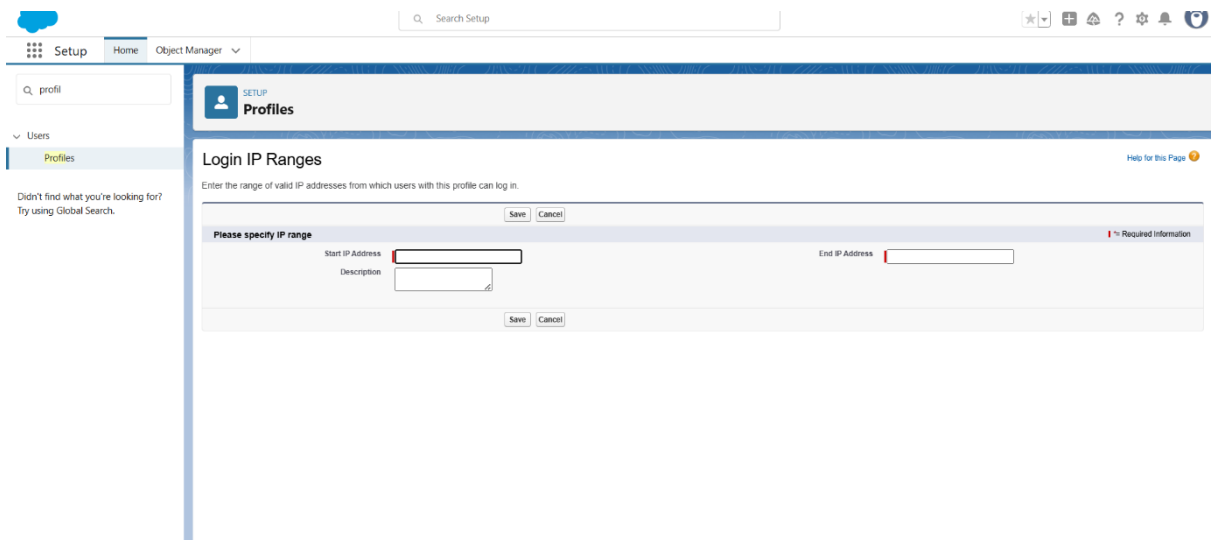 Search Setup
Setup Home Object Manager
profil
SETUP
Profiles
Users
Profiles
Login IP Ranges
Help for this Page
Didn't find what you're looking for?
Try using Global Search.
Enter the range of valid IP addresses from which users with this profile can log in.
Save Cancel
Please specify IP range
= Required Information
Start IP Address
End IP Address
Description
Save Cancel